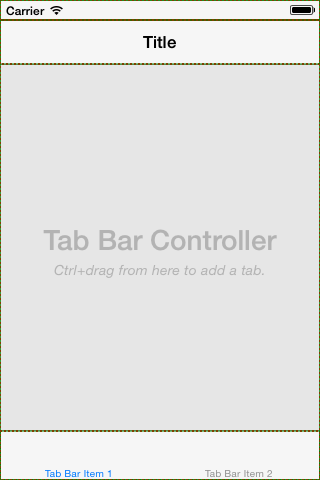 Carrier
Title
Tab Bar Controller
Ctrl+drag from here to add a tab.
Tab Bar Item 1 Tab Bar Item 2